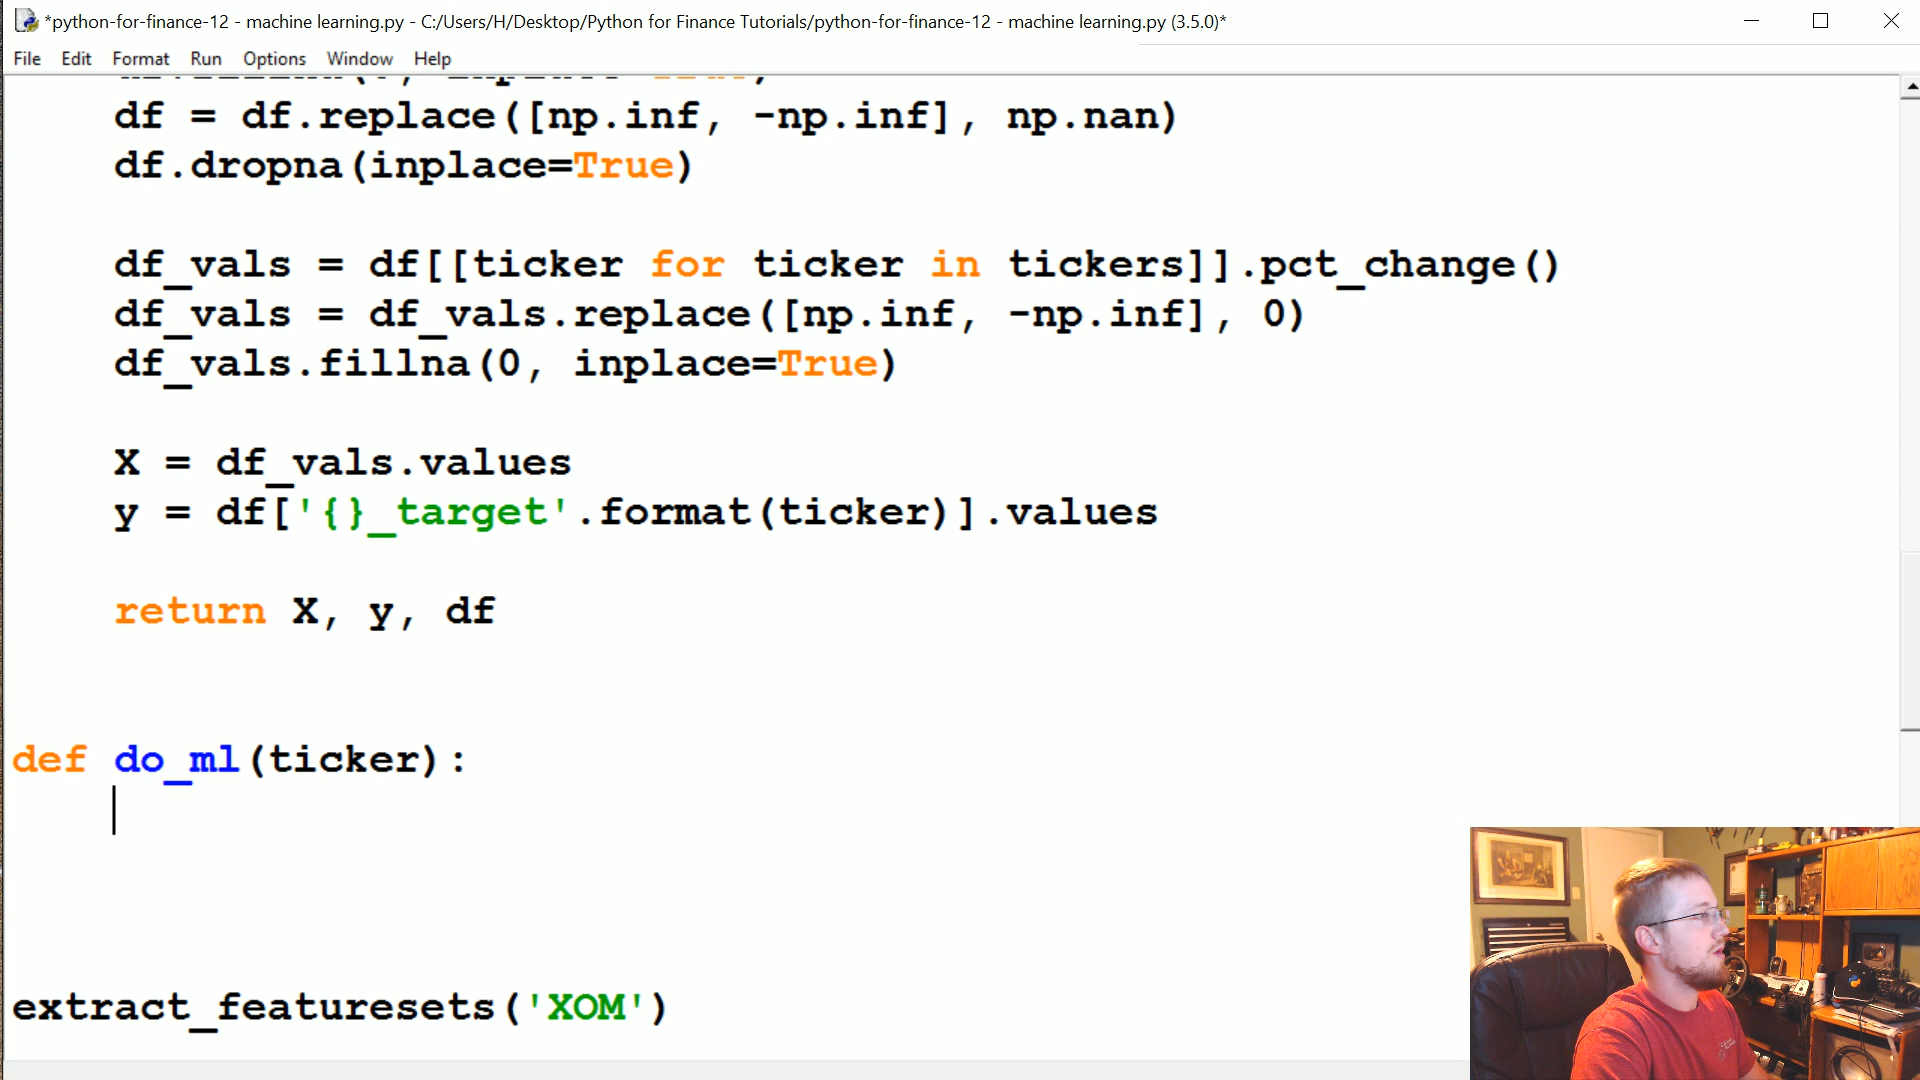 *python-for-finance-12 - machine learning.py - C:/Users/H/Desktop/Python for Finance Tutorials/python-for-finance-12 - machine learning.py (3.5.0)*
File Edit Format Run Options Window Help
df = df.replace([np.inf, -np.inf], np.nan)
df.dropna(inplace=True)
df_vals = df[[ticker for ticker in tickers]].pct_change()
df_vals = df_vals.replace([np.inf, -np.inf], 0)
df_vals.fillna(0, inplace=True)
X = df_vals.values
y = df['{}_target'.format(ticker)].values
return X, y, df
def do_ml(ticker):
extract_featuresets('XOM')